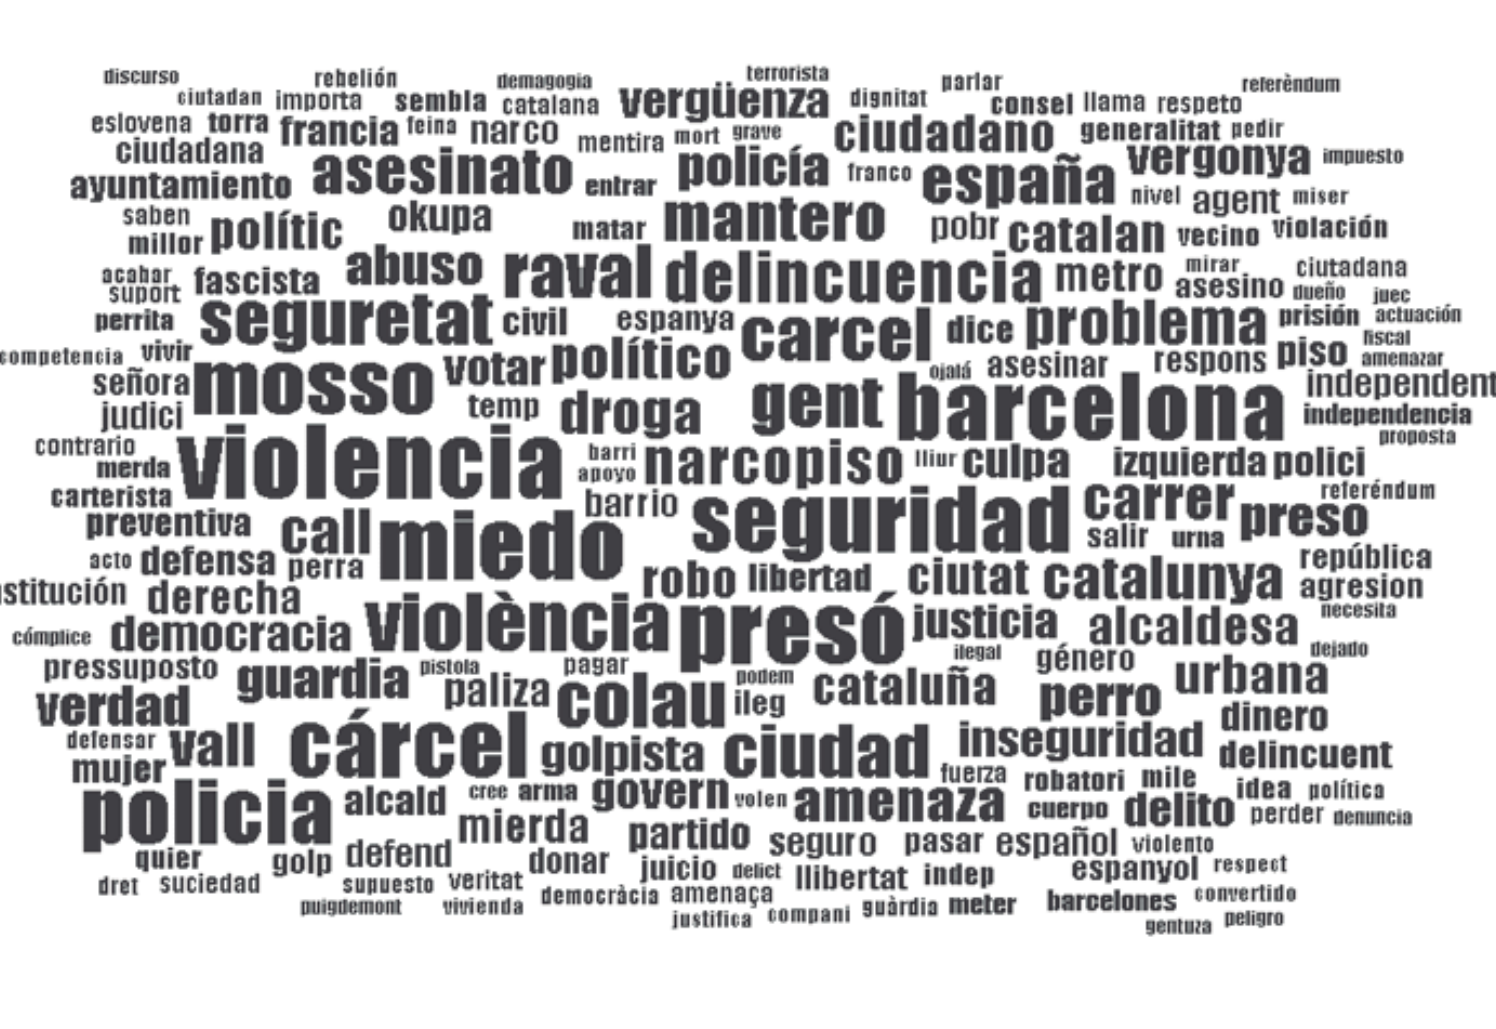 discurso rebelión demagogia terrorista parlar referèndum
ciutadan importa sembla catalana vergüenza dignitat consel llama respeto
eslovena torra francia feina narco mentira mort grave ciudadano generalitat pedir
ciudadana asesinato entrar policía franco españa vergonya impuesto
ayuntamiento nivel agent miser
saben polític okupa matar mantero pobr catalan vecino violación
millor
acabar fascista abuso raval delincuencia metro mirar asesino ciutadana
suport dueño juec
perrita seguretat civil espanya carcel dice problema prisión actuación
competencia vivir mosso votar político ojalá asesinar respons piso fiscal amenazar
señora temp droga gent barcelona independent
judici independencia
contrario violencia barri narcopiso lliur culpa izquierda polici proposta
merda apoyo
carterista barrio seguridad carrer preso referéndum
preventiva call miedo salir urna
acto defensa perra robo libertad ciutat catalunya república
stitución derecha agresion
cómplice democracia violència presó justicia alcaldesa necesita
pressuposto guardia pistola pagar podem ilegal género urbana dejado
verdad paliza colau ileg cataluña perro dinero
defensar vall cárcel golpista ciudad inseguridad delincuent
mujer fuerza robatori mile
policia alcald cree arma govern volen amenaza cuerpo delito idea política
mierda partido seguro pasar español perder denuncia
quier golp defend donar juicio delict llibertat indep espanyol violento respect
dret suciedad supuesto veritat democràcia amenaça barcelones convertido
puigdemont vivienda justifica compani guàrdia meter gentuza peligro